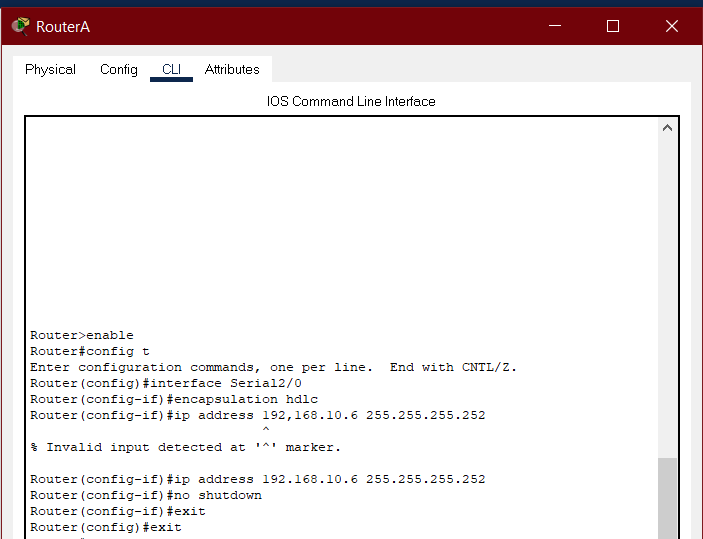 RouterA
Physical Config CLI Attributes
IOS Command Line Interface
Router>enable
Router#config t
Enter configuration commands, one per line.  End with CNTL/Z.
Router(config)#interface Serial2/0
Router(config-if)#encapsulation hdlc
Router(config-if)#ip address 192,168.10.6 255.255.255.252
^
% Invalid input detected at '^' marker.
Router(config-if)#ip address 192.168.10.6 255.255.255.252
Router(config-if)#no shutdown
Router(config-if)#exit
Router(config)#exit